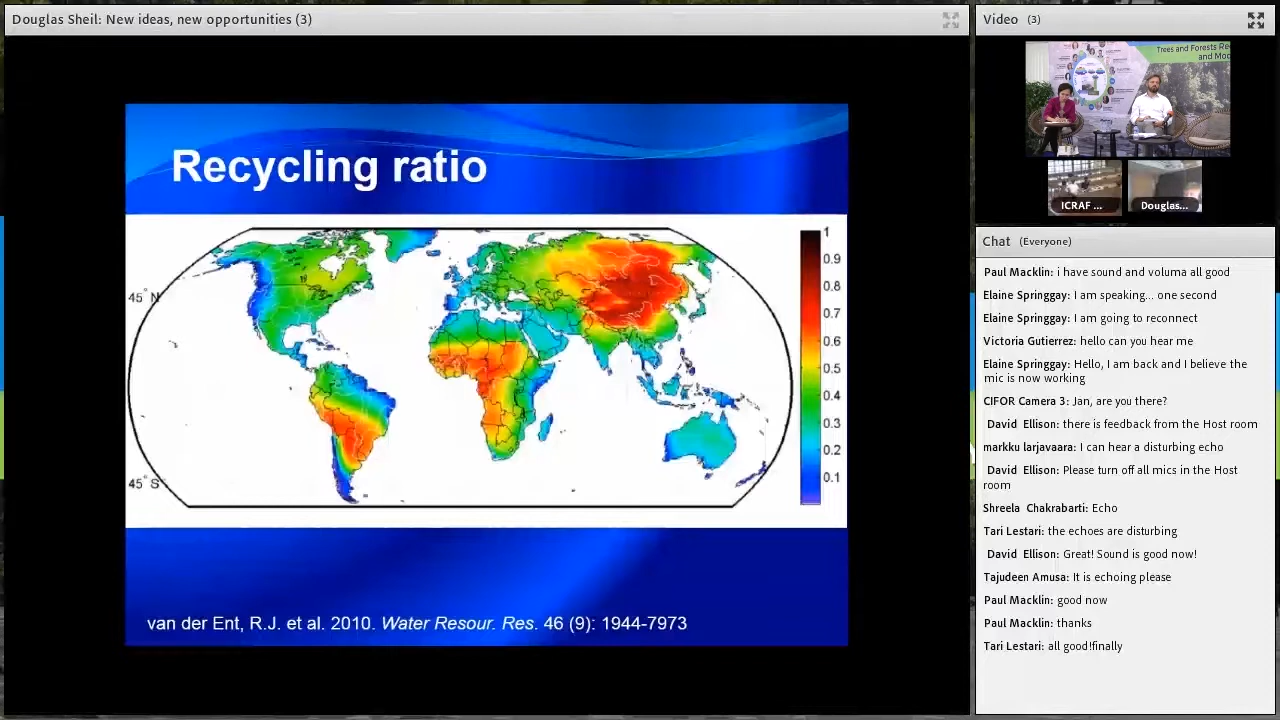 Douglas Sheil: New ideas, new opportunities (3)
Recycling ratio
45° N
45° S
1
0.9
0.8
0.7
0.6
0.5
0.4
0.3
0.2
0.1
van der Ent, R.J. et al. 2010. Water Resour. Res. 46 (9): 1944-7973
Video (3)
Trees and Forests Re
and Moc
ICRAF ...
Douglas...
Chat (Everyone)
Paul Macklin: i have sound and voluma all good
Elaine Springgay: I am speaking... one second
Elaine Springgay: I am going to reconnect
Victoria Gutierrez: hello can you hear me
Elaine Springgay: Hello, I am back and I believe the
mic is now working
CIFOR Camera 3: Jan, are you there?
David Ellison: there is feedback from the Host room
markku larjavaara: I can hear a disturbing echo
David Ellison: Please turn off all mics in the Host
room
Shreela Chakrabarti: Echo
Tari Lestari: the echoes are disturbing
David Ellison: Great! Sound is good now!
Tajudeen Amusa: It is echoing please
Paul Macklin: good now
Paul Macklin: thanks
Tari Lestari: all good!finally